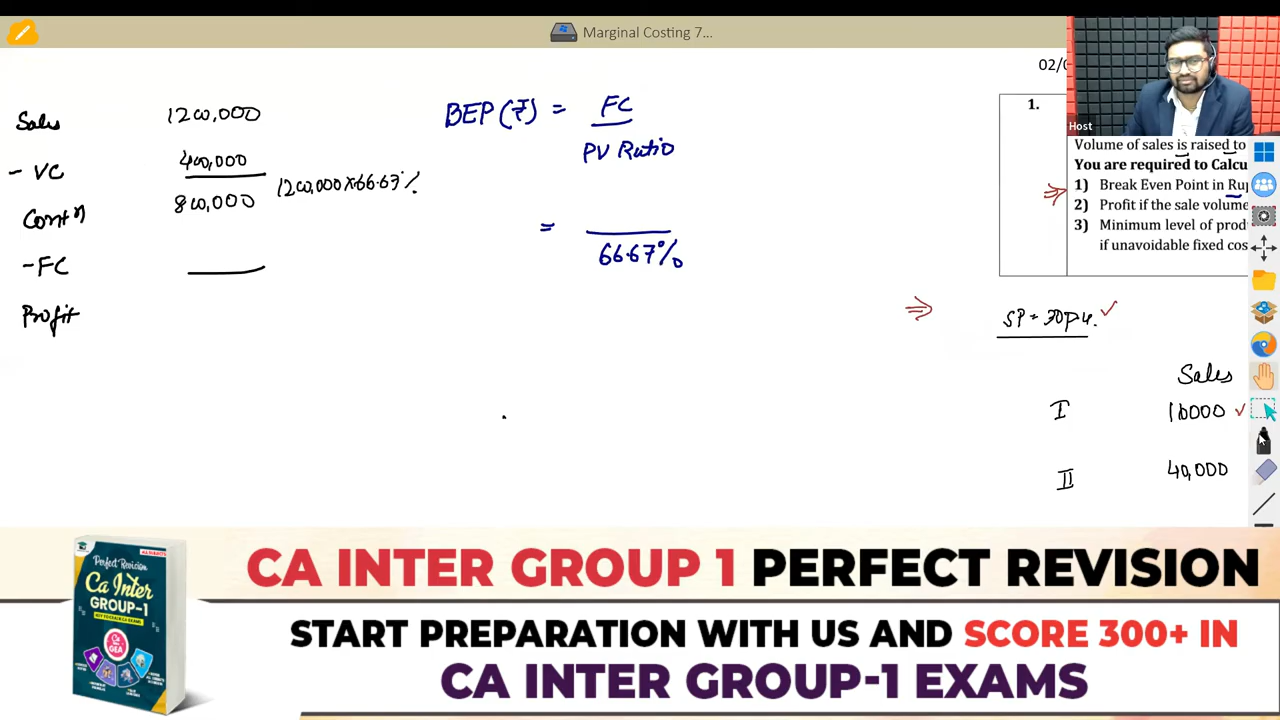 Marginal Costing 7...
Sales 1200,000
- VC 400,000
Contn 800,000 1200,000×66.67%
- FC
Profit
BEP (₹) = FC
PV Ratio
=
66.67%
02/0
1.
Host
Volume of sales is raised to
You are required to Calcu
1) Break Even Point in Rup
2) Profit if the sale volume
3) Minimum level of prod
if unavoidable fixed cos
⇒ SP = 30 p.u. ✓
Sales
I 10000 ✓
II 40,000
Perfect Revision
Ca Inter
GROUP-1
CA INTER GROUP 1 PERFECT REVISION
START PREPARATION WITH US AND SCORE 300+ IN
CA INTER GROUP-1 EXAMS